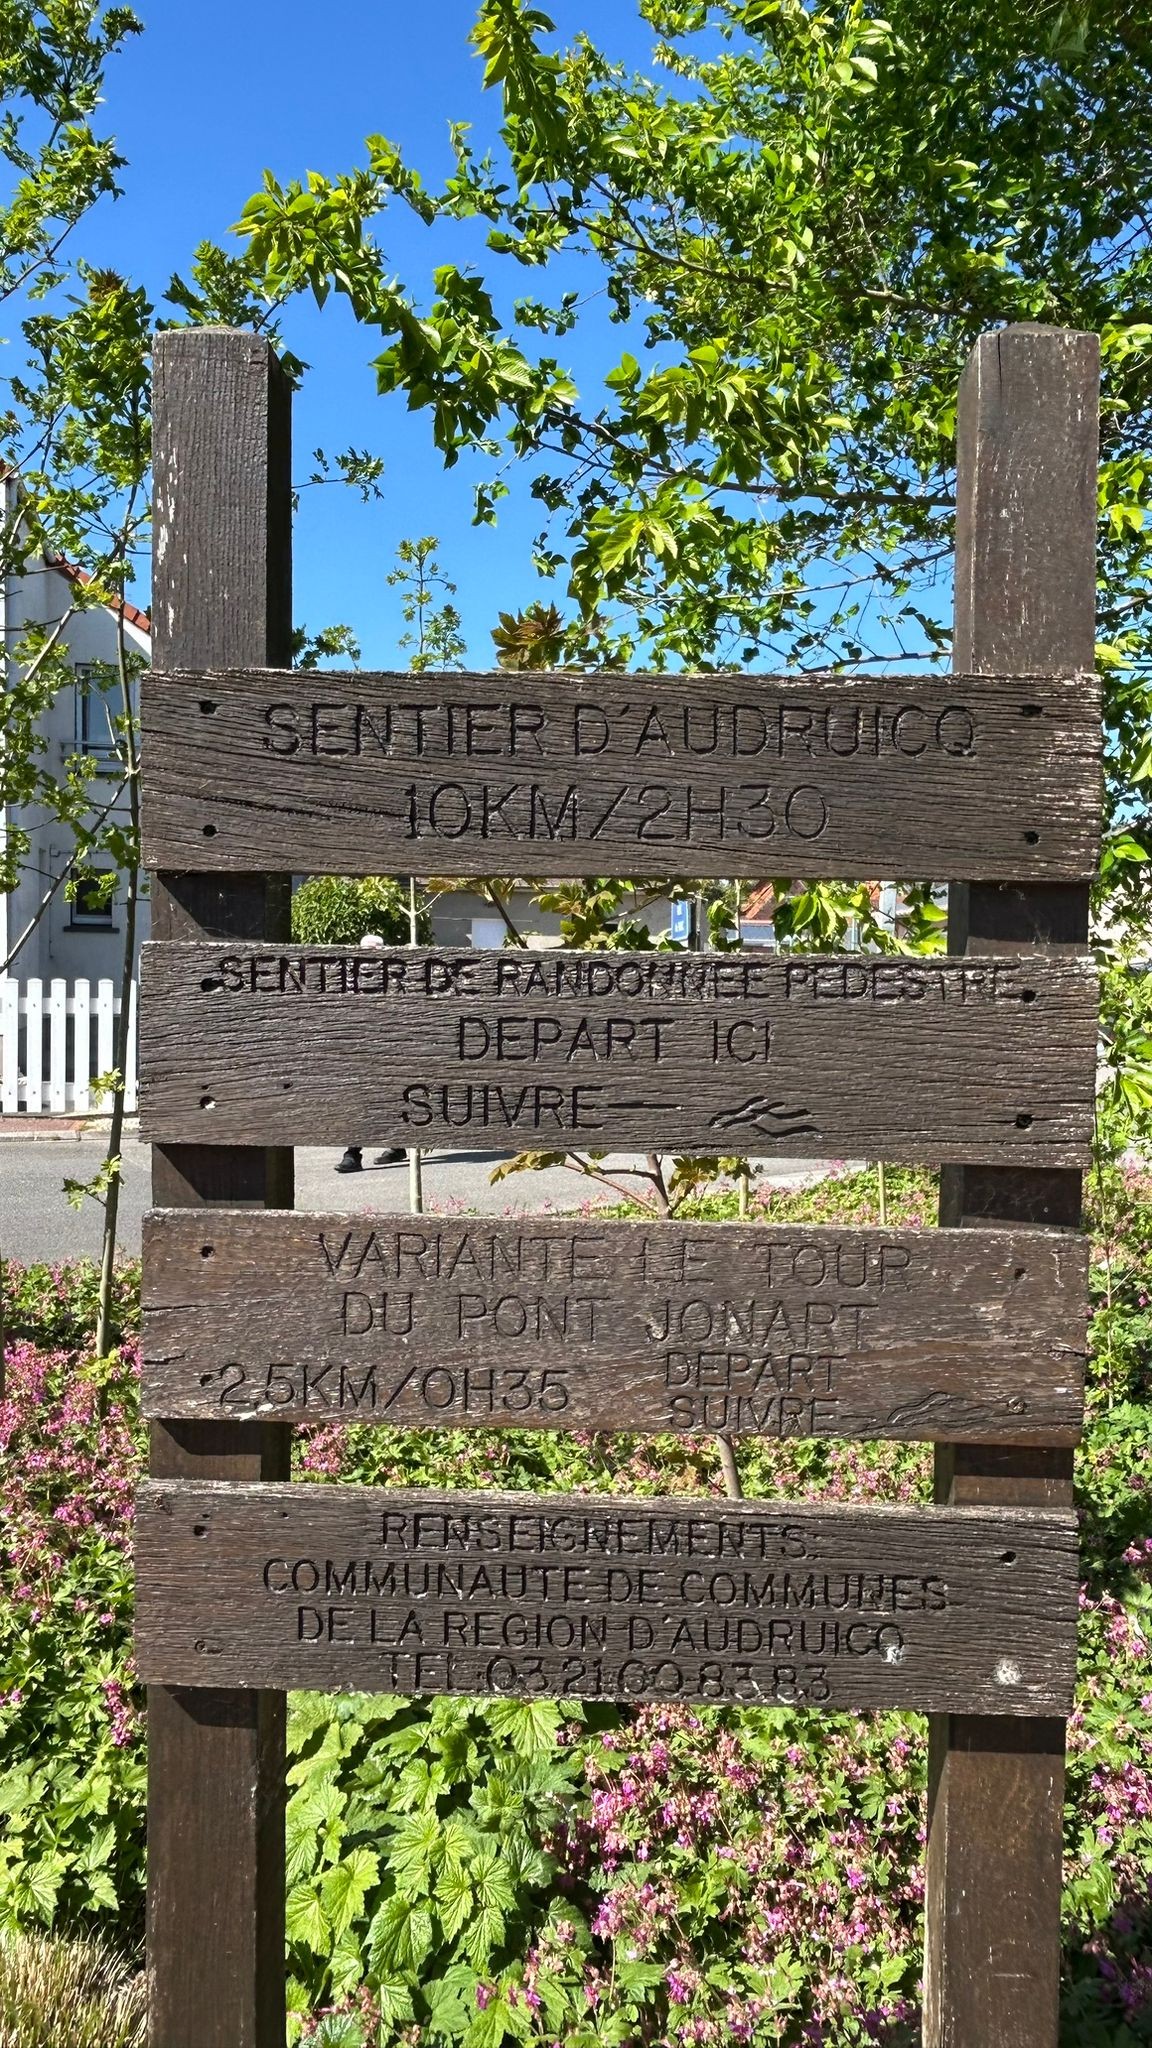 SENTIER D'AUDRUICQ
10KM/2H30
SENTIER DE RANDONNEE PEDESTRE
DEPART ICI
SUIVRE—
VARIANTE LE TOUR
DU PONT JONART
2.5KM/0H35
DEPART
SUIVRE
RENSEIGNEMENTS:
COMMUNAUTE DE COMMUNES
DE LA REGION D'AUDRUICQ
TEL:03.21.00.83.83